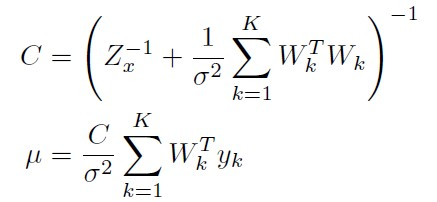 C = \left( Z_x^{-1} + \frac{1}{\sigma^2} \sum_{k=1}^{K} W_k^T W_k \right)^{-1}
\mu = \frac{C}{\sigma^2} \sum_{k=1}^{K} W_k^T y_k